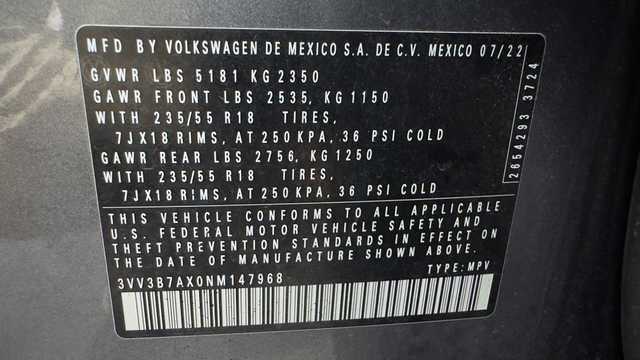 MFD BY VOLKSWAGEN DE MEXICO S.A. DE C.V. MEXICO 07/22
GVWR LBS 5181 KG 2350
GAWR FRONT LBS 2535, KG 1150
WITH 235/55 R18 TIRES,
7JX18 RIMS, AT 250 KPA, 36 PSI COLD
GAWR REAR LBS 2756, KG 1250
WITH 235/55 R18 TIRES,
7JX18 RIMS, AT 250 KPA, 36 PSI COLD
THIS VEHICLE CONFORMS TO ALL APPLICABLE
U.S. FEDERAL MOTOR VEHICLE SAFETY AND
THEFT PREVENTION STANDARDS IN EFFECT ON
THE DATE OF MANUFACTURE SHOWN ABOVE.
3VV3B7AX0NM147968 TYPE: MPV
2654293 3724